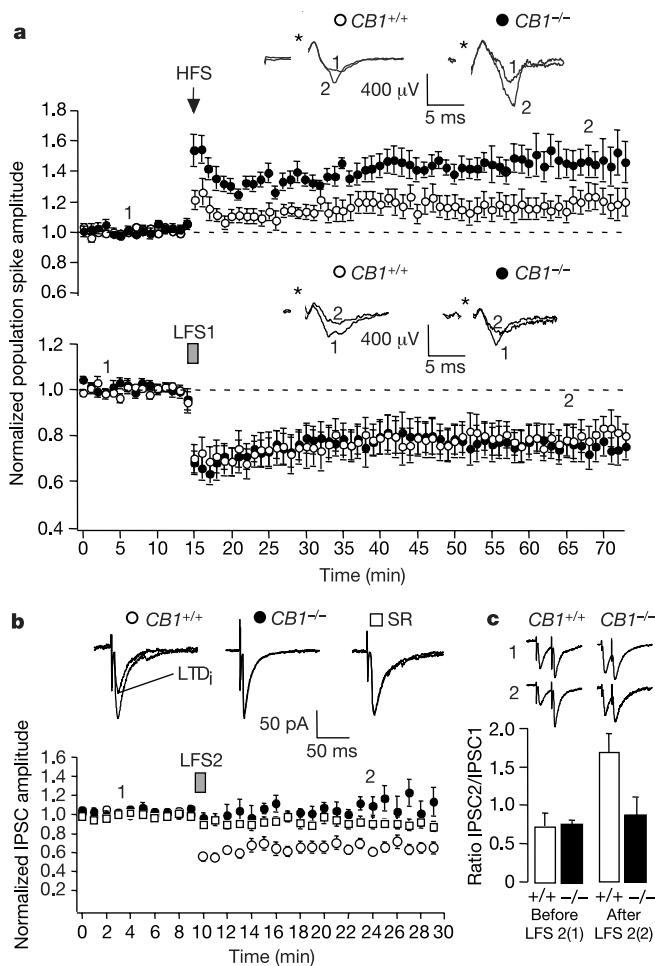 a
CB1+/+ CB1−/−
* *
1 1
2 400 µV 2
5 ms
HFS
1.8
1.6
1.4
1.2
1.0
0.8
0.6
1 2
CB1+/+ CB1−/−
* *
2 2
1 400 µV 1
5 ms
LFS1
1.2
1.0
0.8
0.6
0.4
1 2
Normalized population spike amplitude
0 5 10 15 20 25 30 35 40 45 50 55 60 65 70
Time (min)
b
CB1+/+ CB1−/− SR
LTDi
50 pA
50 ms
LFS2
1.6
1.4
1.2
1.0
0.8
0.6
0.4
0.2
1 2
Normalized IPSC amplitude
0 2 4 6 8 10 12 14 16 18 20 22 24 26 28 30
Time (min)
c
CB1+/+ CB1−/−
1
2
2.0
1.5
1.0
0.5
0
Ratio IPSC2/IPSC1
+/+ −/− +/+ −/−
Before After
LFS 2(1) LFS 2(2)